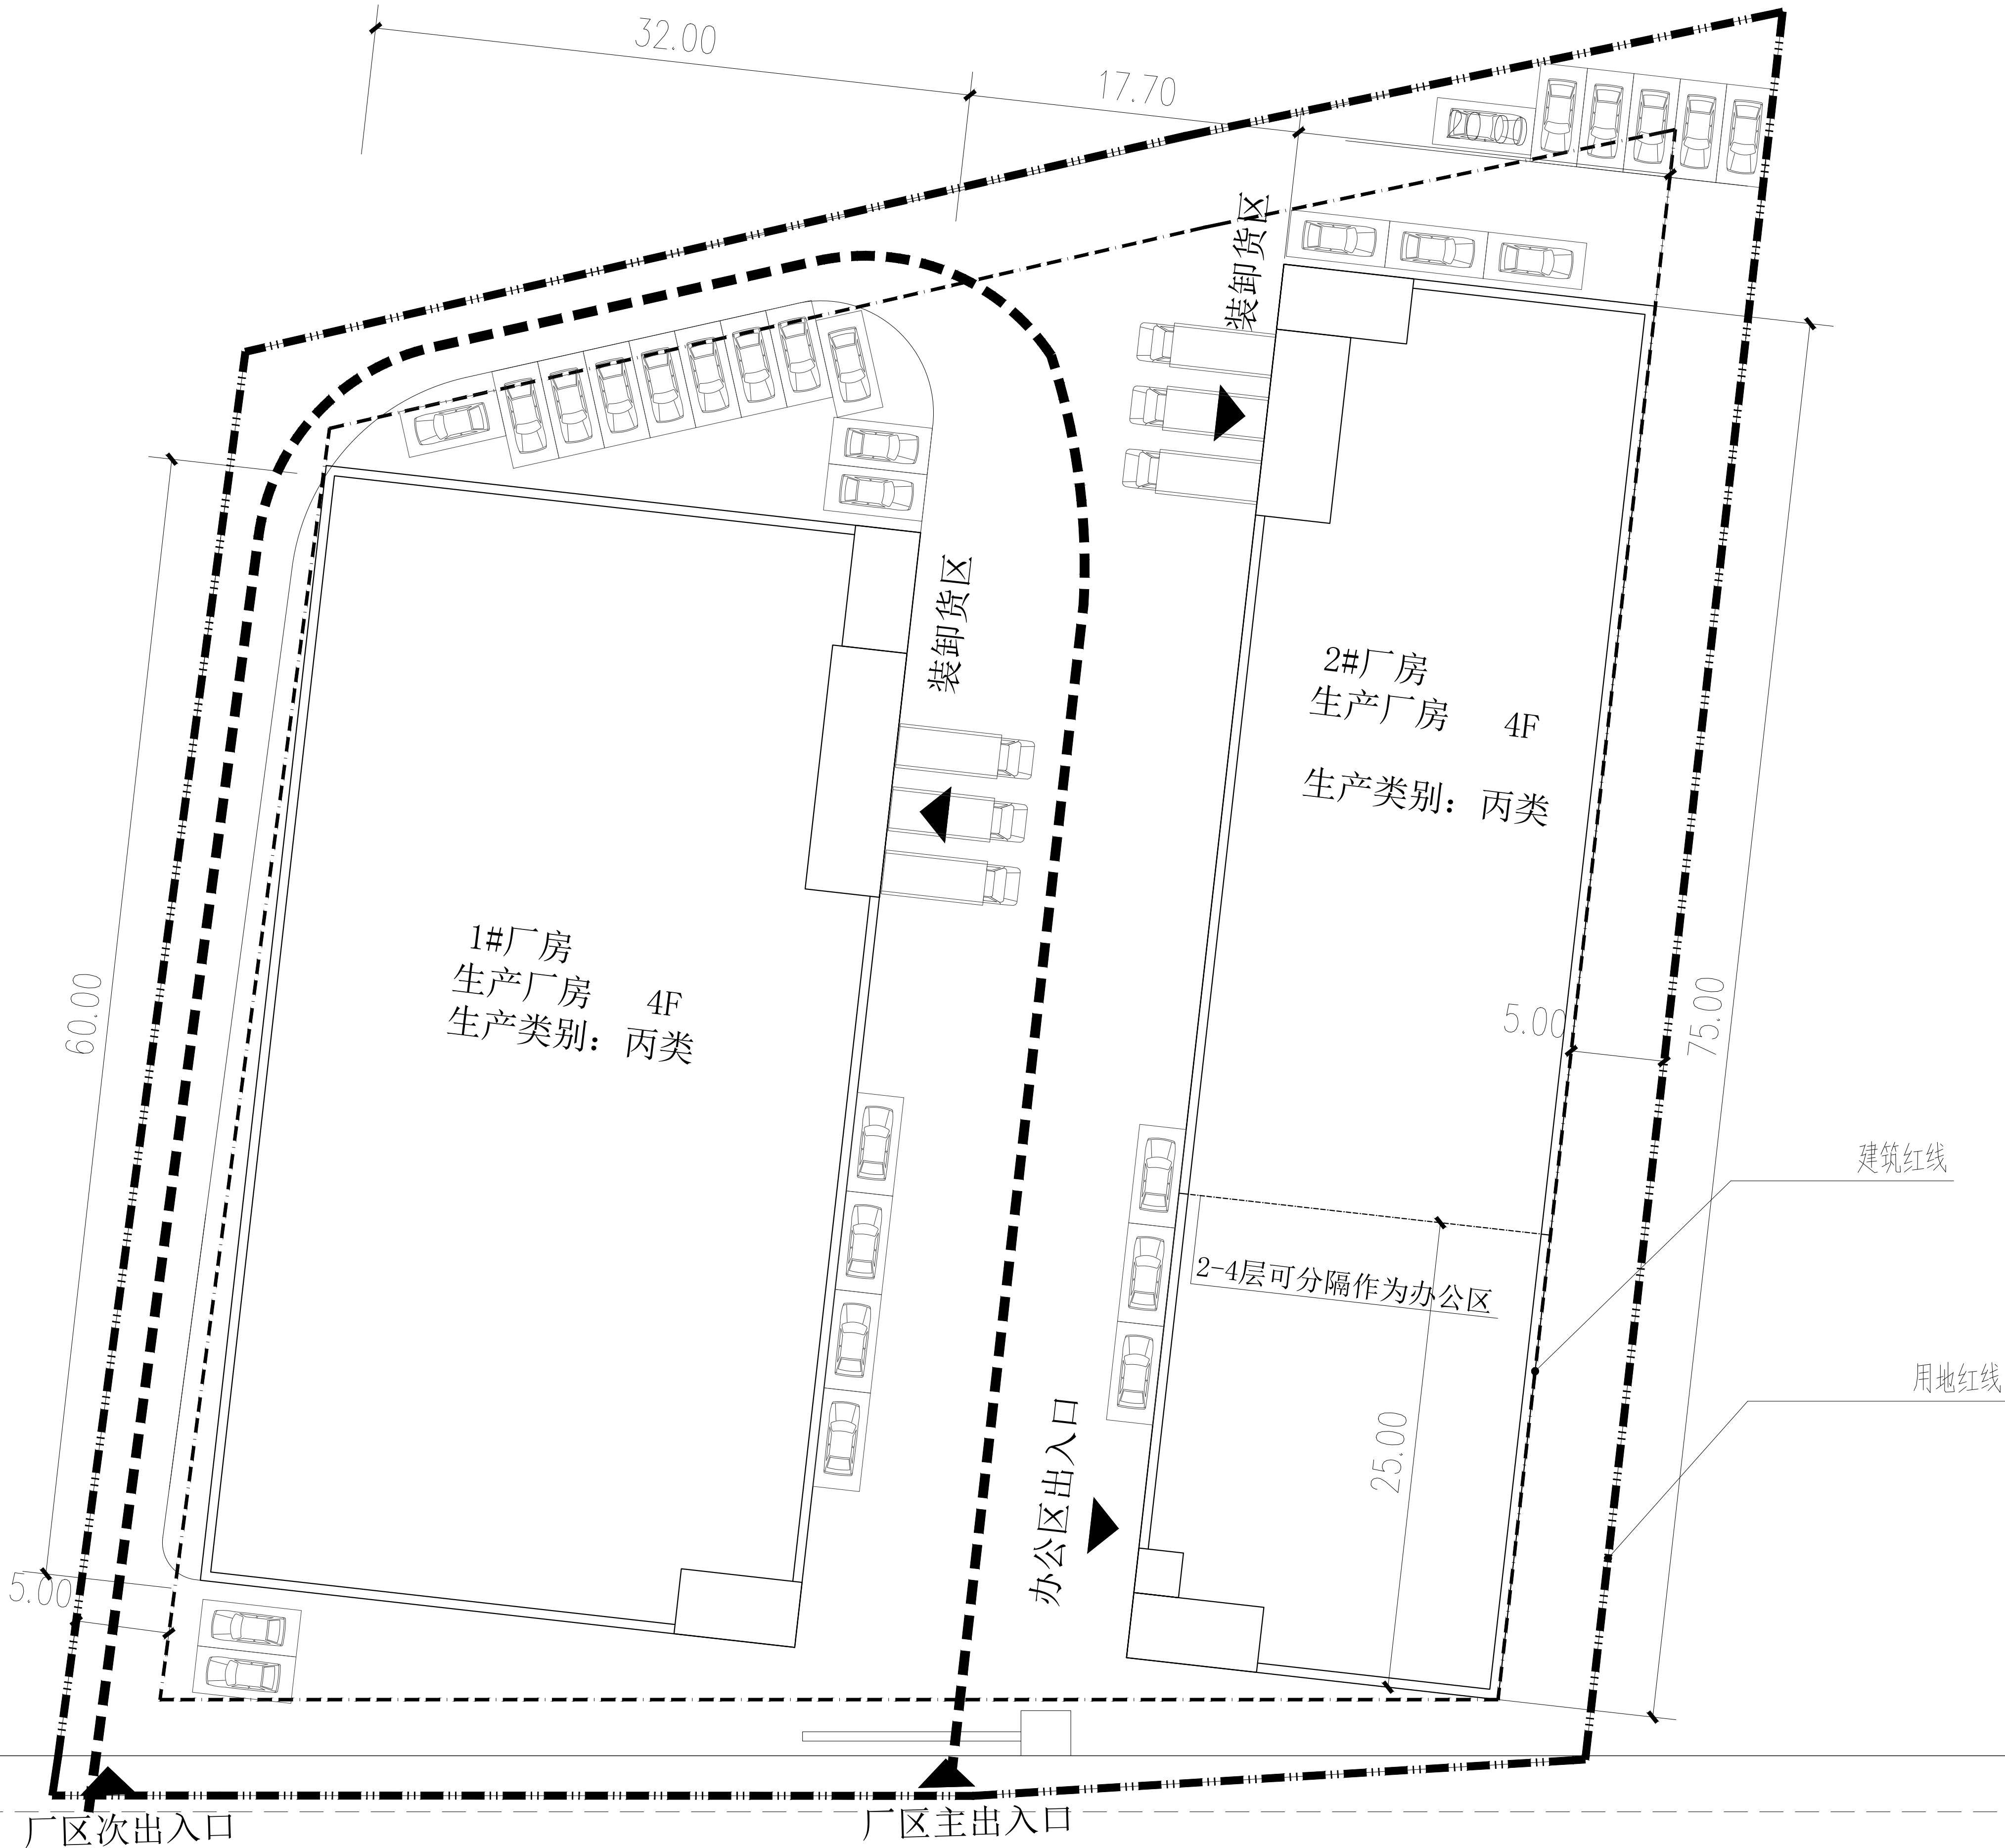 32.00
17.70
装卸货区
装卸货区
2#厂房
生产厂房 4F
生产类别：丙类
1#厂房
生产厂房 4F
生产类别：丙类
60.00
5.00
75.00
建筑红线
2-4层可分隔作为办公区
用地红线
25.00
办公区出入口
5.00
厂区次出入口
厂区主出入口